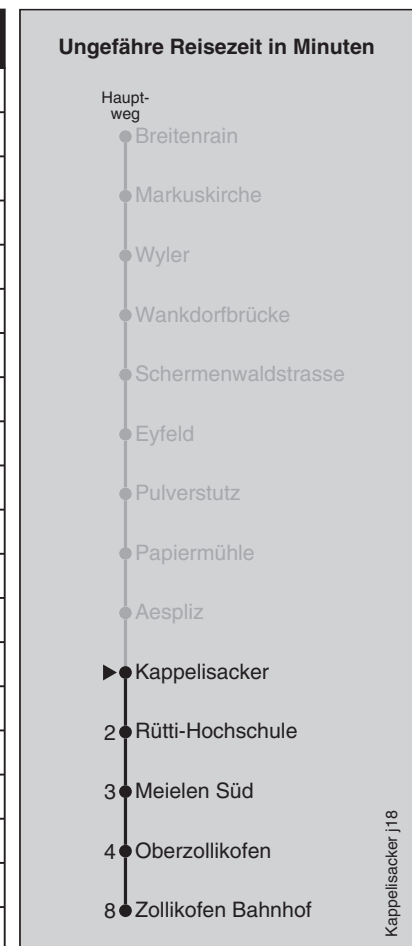 Ungefähre Reisezeit in Minuten
Haupt-
weg
Breitenrain
Markuskirche
Wyler
Wankdorfbrücke
Schermenwaldstrasse
Eyfeld
Pulverstutz
Papiermühle
Aespliz
Kappelisacker
2 Rütti-Hochschule
3 Meielen Süd
4 Oberzollikofen
8 Zollikofen Bahnhof
Kappelisacker j18